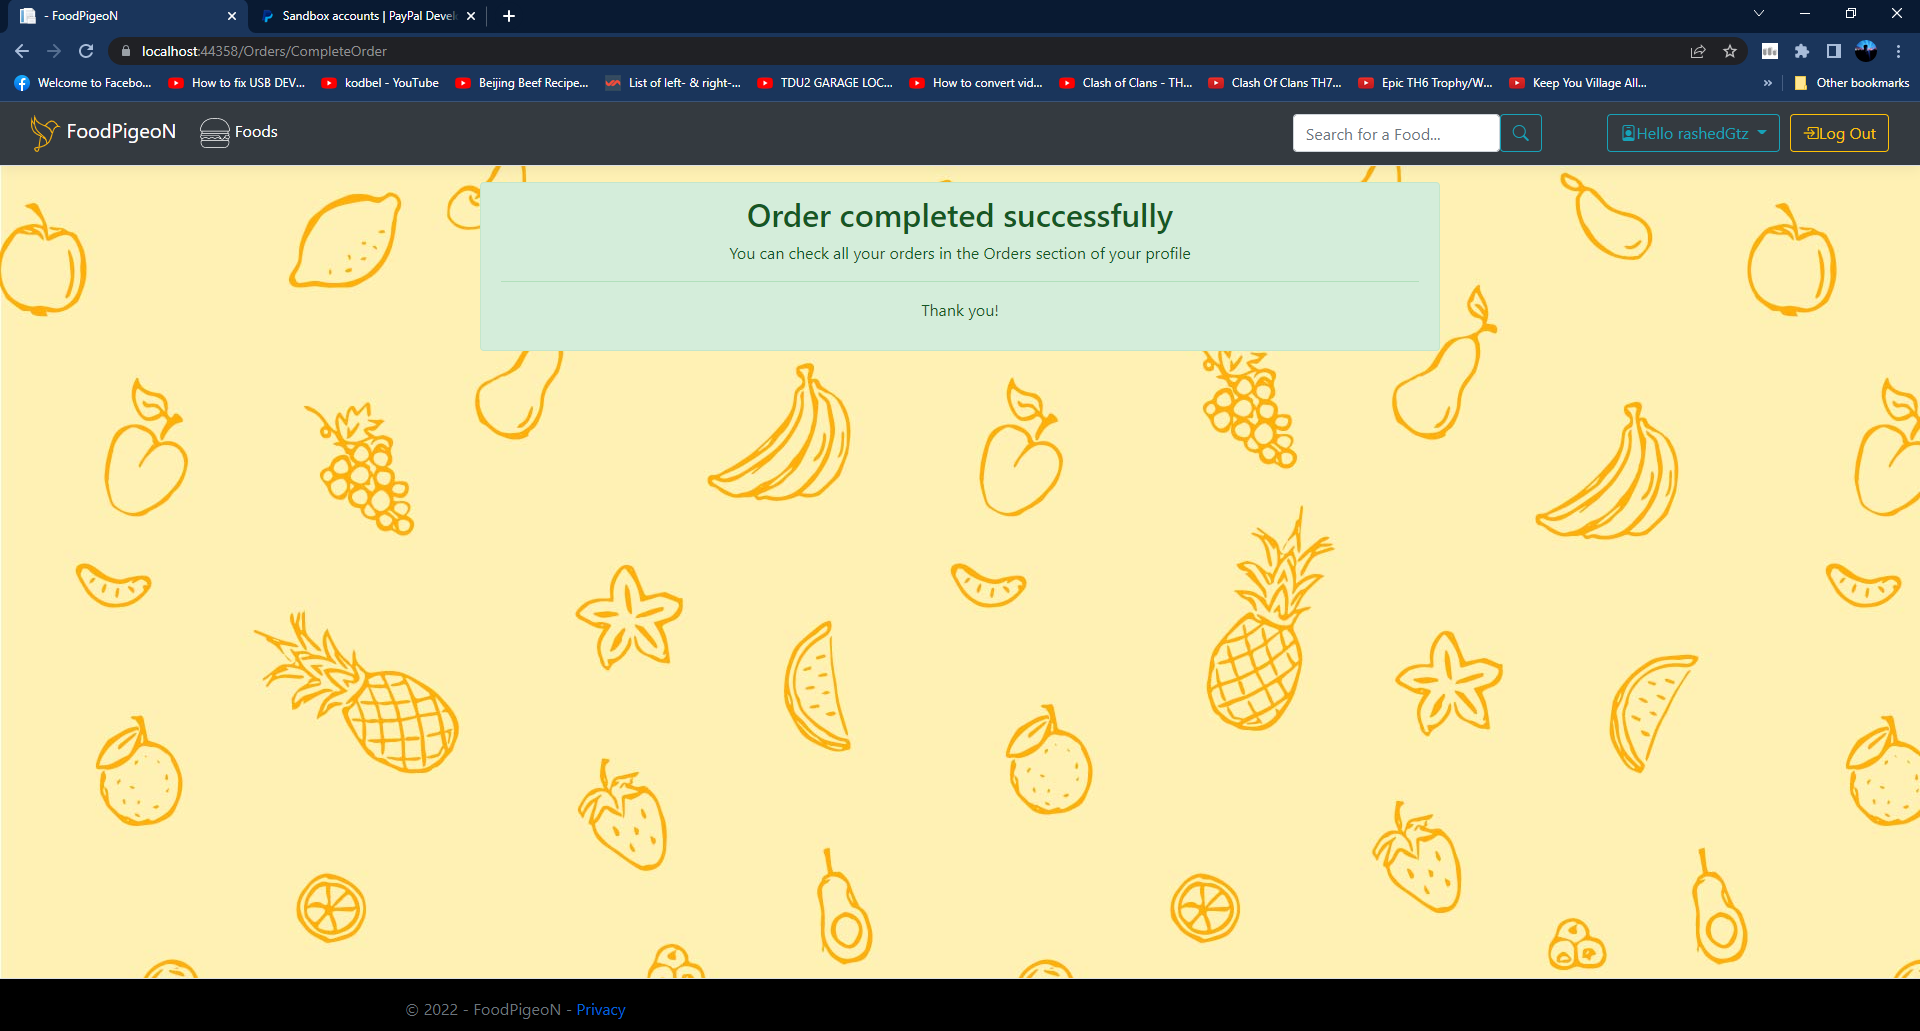 - FoodPigeoN
Sandbox accounts | PayPal Devel
localhost:44358/Orders/CompleteOrder
Welcome to Facebo...
How to fix USB DEV...
kodbel - YouTube
Beijing Beef Recipe...
List of left- & right-...
TDU2 GARAGE LOC...
How to convert vid...
Clash of Clans - TH...
Clash Of Clans TH7...
Epic TH6 Trophy/W...
Keep You Village All...
»
Other bookmarks
FoodPigeoN
Foods
Search for a Food...
Hello rashedGtz
Log Out
Order completed successfully
You can check all your orders in the Orders section of your profile
Thank you!
© 2022 - FoodPigeoN - Privacy